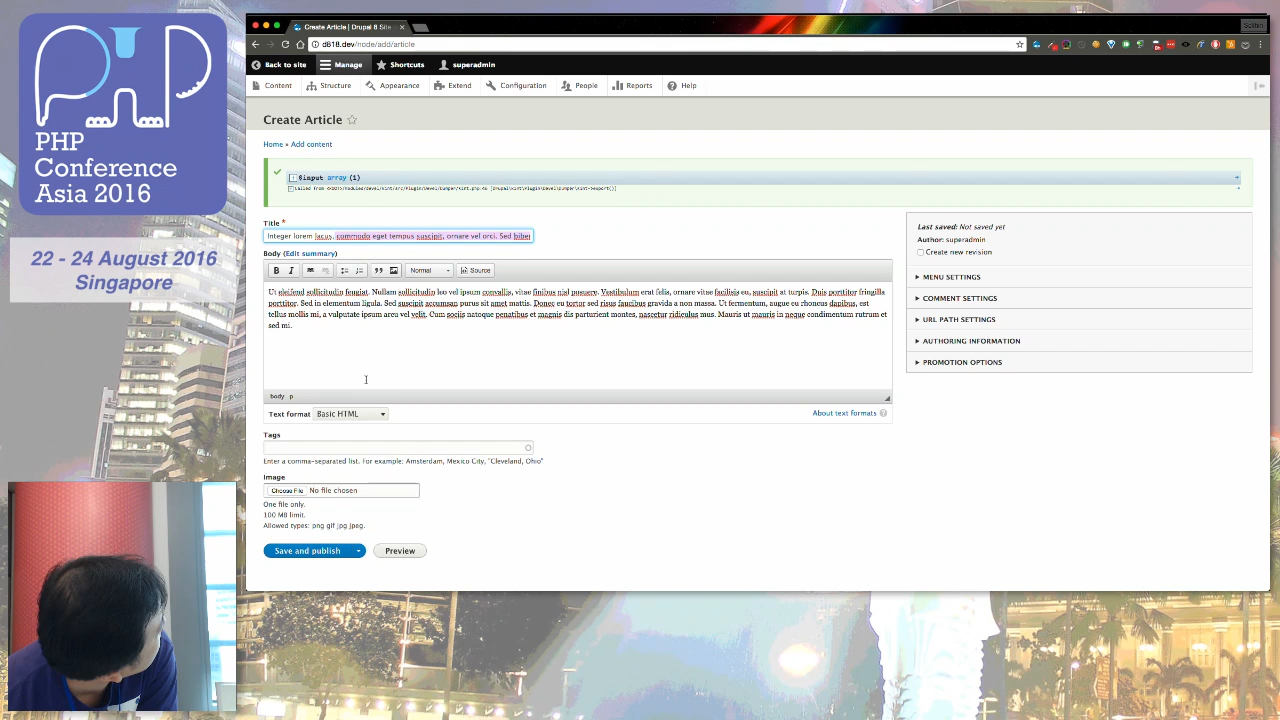 PHP
Conference
Asia 2016
22 - 24 August 2016
Singapore
Create Article | Drupal 8 Site
d818.dev/node/add/article
Back to site
Manage
Shortcuts
superadmin
Content
Structure
Appearance
Extend
Configuration
People
Reports
Help
Create Article
Home » Add content
@input array (1)
Title *
Integer lorem lacus, commodo eget tempus suscipit, ornare vel orci. Sed bibe
Body (Edit summary)
B I
Normal
Source
Ut eleifend sollicitudin feugiat. Nullam sollicitudin leo vel ipsum convallis, vitae finibus nisl posuere. Vestibulum erat felis, ornare vitae facilisis eu, suscipit at turpis. Duis porttitor fringilla
porttitor. Sed in elementum ligula. Sed suscipit accumsan purus sit amet mattis. Donec eu tortor sed risus faucibus gravida a non massa. Ut fermentum, augue eu rhoncus dapibus, est
tellus mollis mi, a vulputate ipsum arcu vel velit. Cum sociis natoque penatibus et magnis dis parturient montes, nascetur ridiculus mus. Mauris ut mauris in neque condimentum rutrum et
sed mi.
body p
Text format
Basic HTML
About text formats
Tags
Enter a comma-separated list. For example: Amsterdam, Mexico City, "Cleveland, Ohio"
Image
Choose File No file chosen
One file only.
100 MB limit.
Allowed types: png gif jpg jpeg.
Save and publish
Preview
Last saved: Not saved yet
Author: superadmin
Create new revision
MENU SETTINGS
COMMENT SETTINGS
URL PATH SETTINGS
AUTHORING INFORMATION
PROMOTION OPTIONS